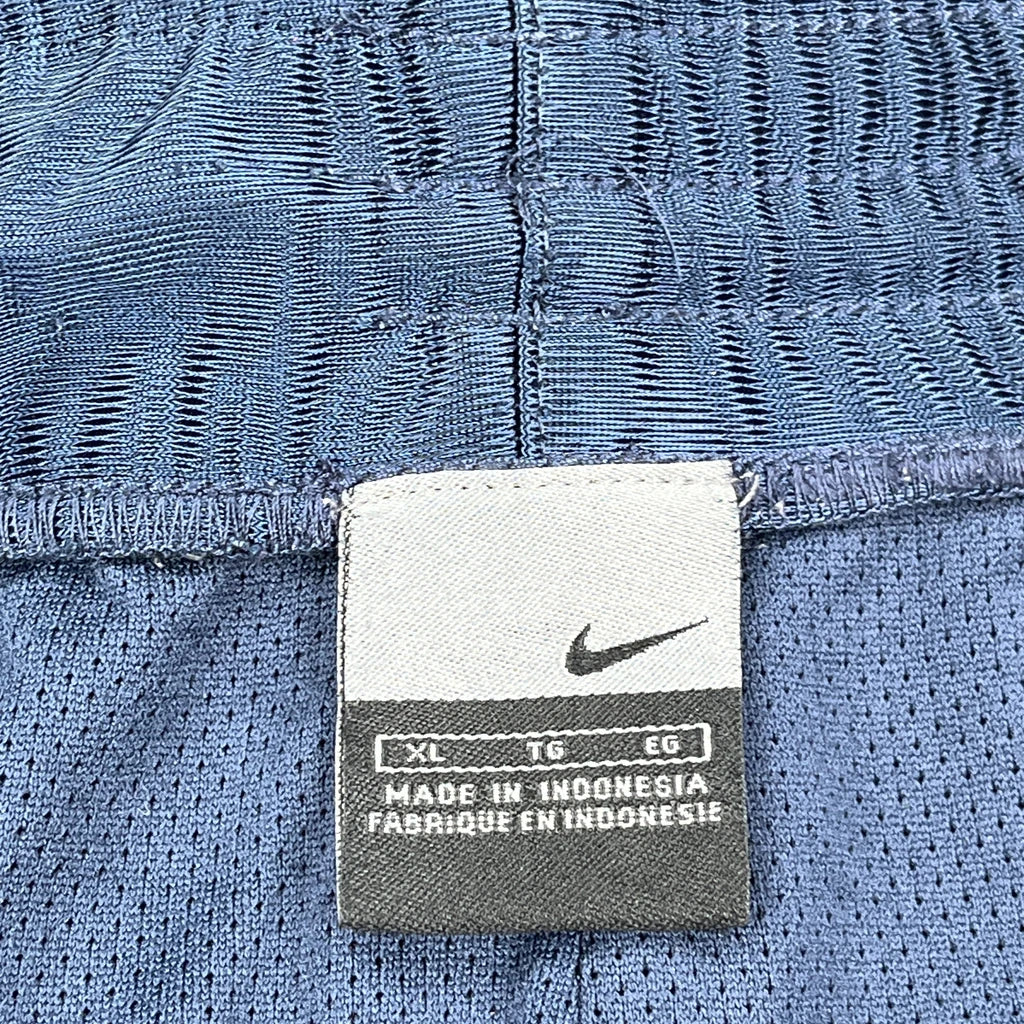 XL TG EG
MADE IN INDONESIA
FABRIQUE EN INDONESIE